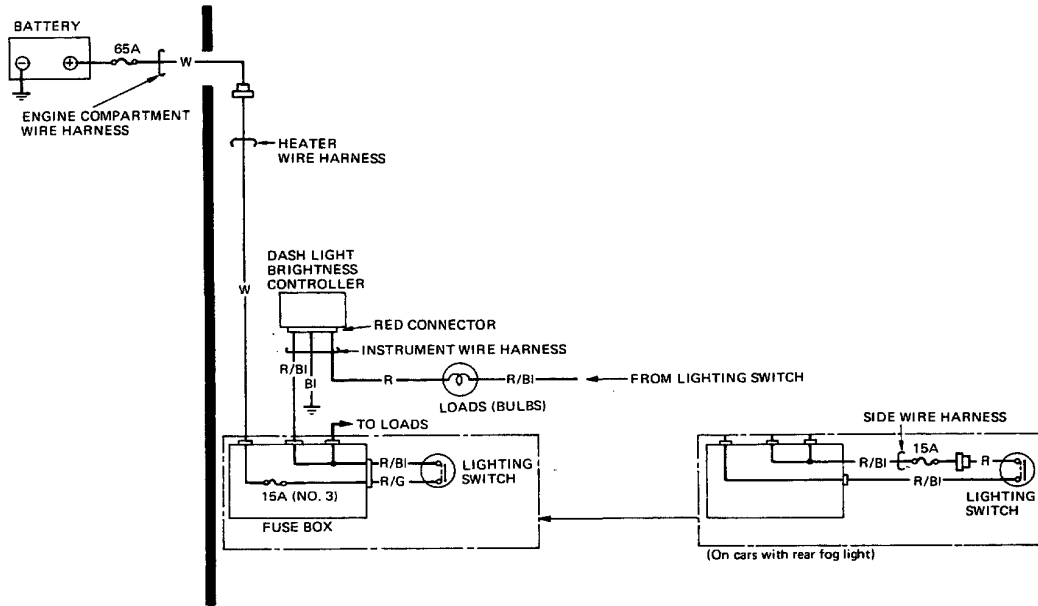 BATTERY
65A
W
ENGINE COMPARTMENT
WIRE HARNESS
HEATER
WIRE HARNESS
DASH LIGHT
BRIGHTNESS
CONTROLLER
W
RED CONNECTOR
INSTRUMENT WIRE HARNESS
R/Bl
Bl
R
R/Bl
FROM LIGHTING SWITCH
LOADS (BULBS)
TO LOADS
R/Bl
R/G
LIGHTING
SWITCH
15A (NO. 3)
FUSE BOX
SIDE WIRE HARNESS
15A
R/Bl
R
R/Bl
LIGHTING
SWITCH
(On cars with rear fog light)